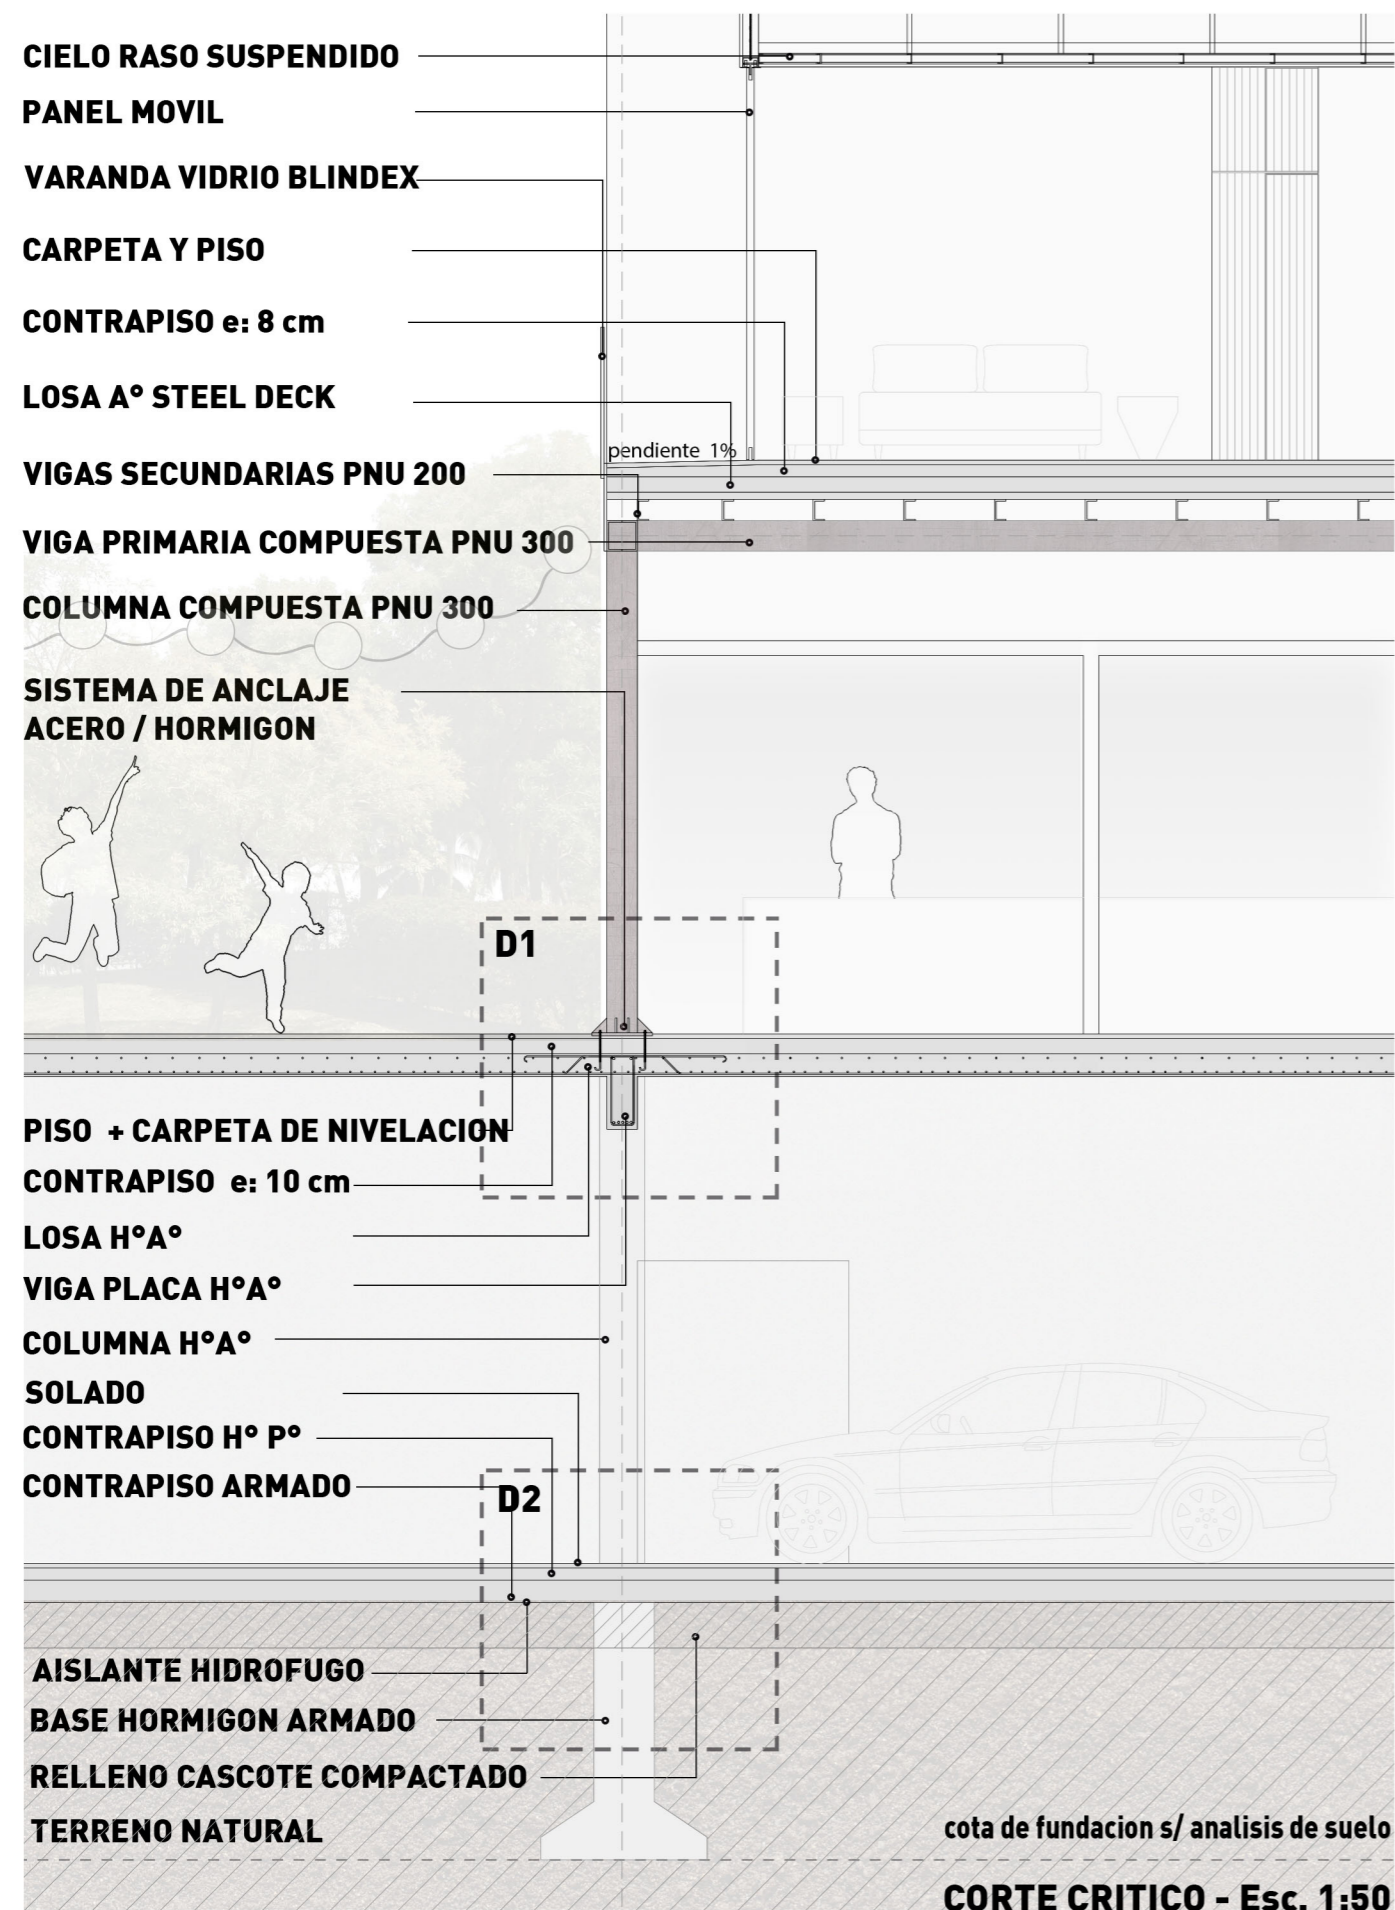 CIELO RASO SUSPENDIDO
PANEL MOVIL
VARANDA VIDRIO BLINDEX
CARPETA Y PISO
CONTRAPISO e: 8 cm
LOSA A° STEEL DECK
pendiente 1%
VIGAS SECUNDARIAS PNU 200
VIGA PRIMARIA COMPUESTA PNU 300
COLUMNA COMPUESTA PNU 300
SISTEMA DE ANCLAJE
ACERO / HORMIGON
D1
PISO + CARPETA DE NIVELACION
CONTRAPISO e: 10 cm
LOSA H°A°
VIGA PLACA H°A°
COLUMNA H°A°
SOLADO
CONTRAPISO H° P°
CONTRAPISO ARMADO
D2
AISLANTE HIDROFUGO
BASE HORMIGON ARMADO
RELLENO CASCOTE COMPACTADO
TERRENO NATURAL
cota de fundacion s/ analisis de suelo
CORTE CRITICO - Esc. 1:50